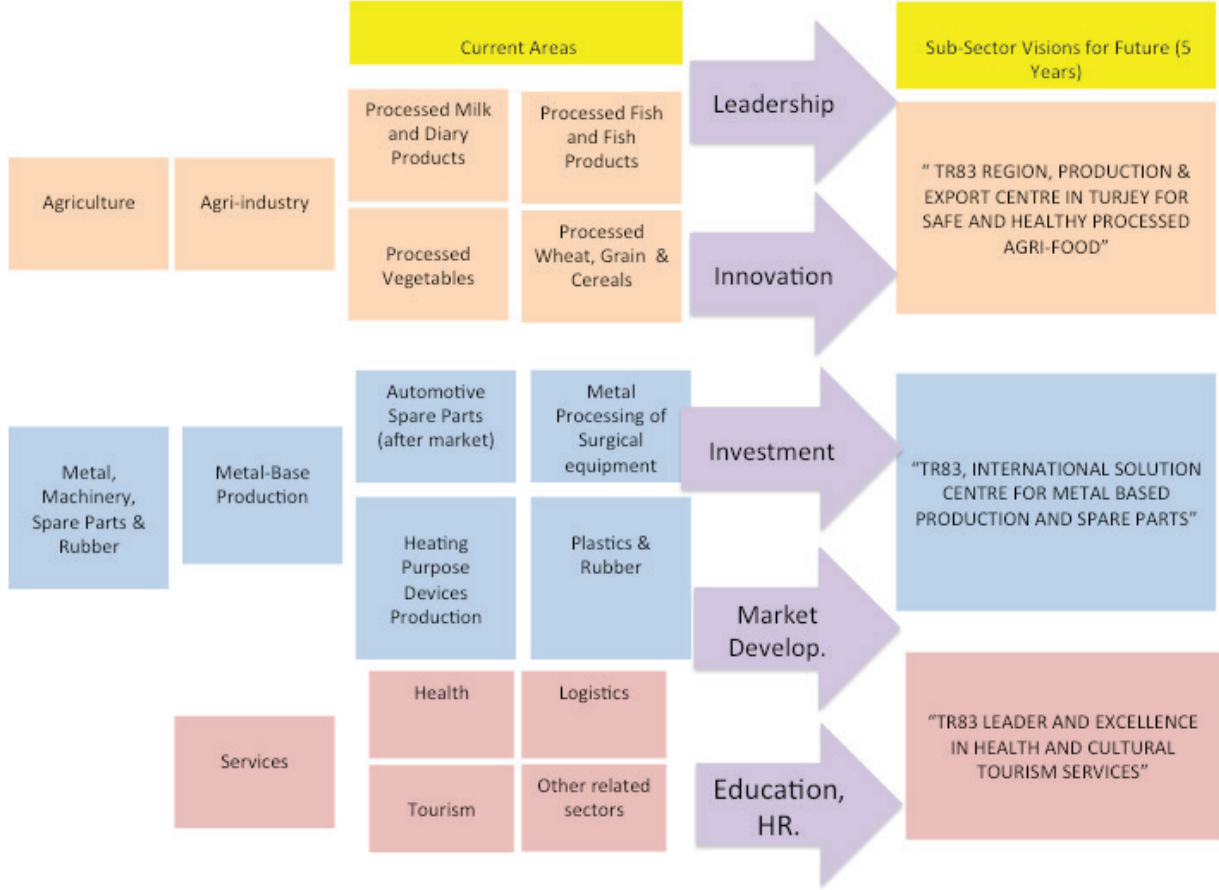 Current Areas
Sub-Sector Visions for Future (5
Years)
Leadership
Processed Milk
and Diary
Products
Processed Fish
and Fish
Products
Agriculture
Agri-industry
" TR83 REGION, PRODUCTION &
EXPORT CENTRE IN TURJEY FOR
SAFE AND HEALTHY PROCESSED
AGRI-FOOD"
Processed
Vegetables
Processed
Wheat, Grain &
Cereals
Innovation
Automotive
Spare Parts
(after market)
Metal
Processing of
Surgical
equipment
Investment
Metal,
Machinery,
Spare Parts &
Rubber
Metal-Base
Production
"TR83, INTERNATIONAL SOLUTION
CENTRE FOR METAL BASED
PRODUCTION AND SPARE PARTS"
Heating
Purpose
Devices
Production
Plastics &
Rubber
Market
Develop.
Health
Logistics
Services
"TR83 LEADER AND EXCELLENCE
IN HEALTH AND CULTURAL
TOURISM SERVICES"
Tourism
Other related
sectors
Education,
HR.